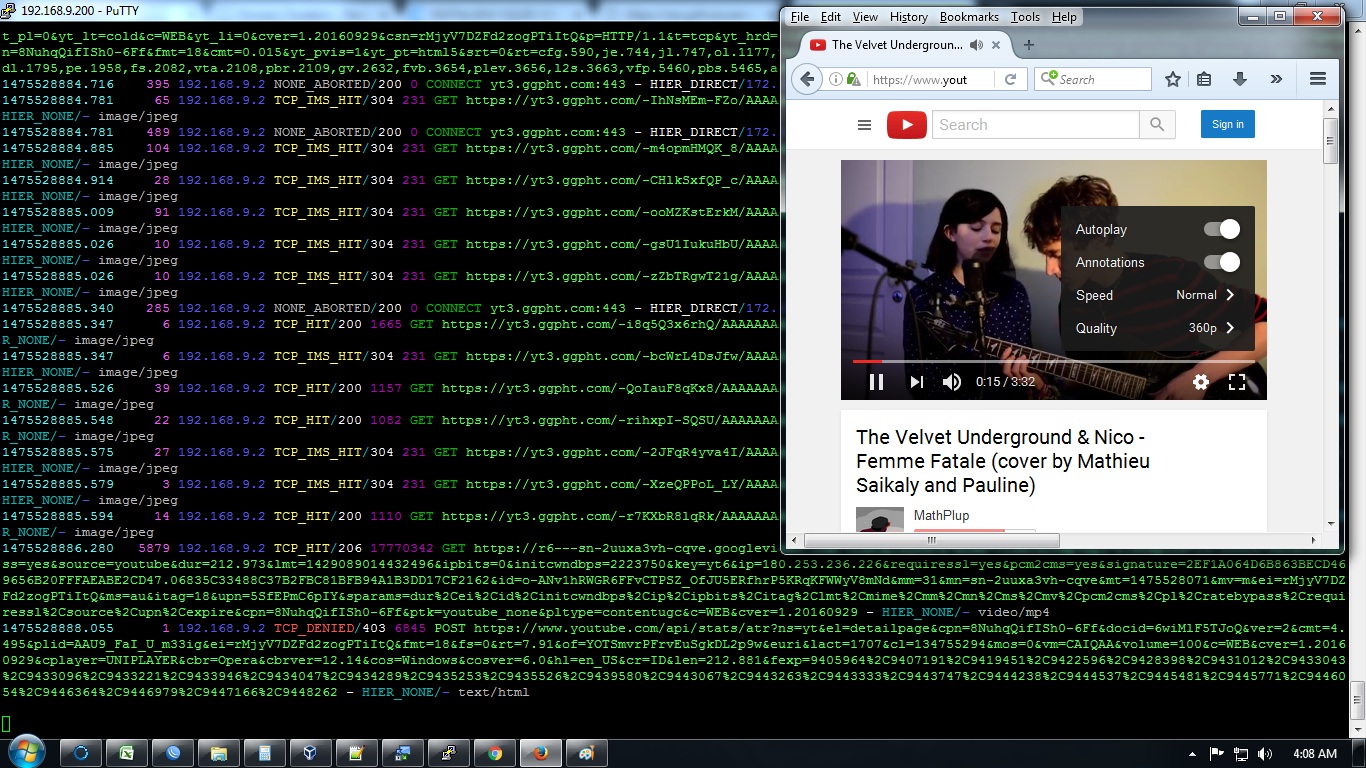 192.168.9.200 - PuTTY
t_pl=0&yt_lt=cold&c=WEB&yt_li=0&cver=1.20160929&csn=rMjyV7DZFd2zogPTiItQ&p=HTTP/1.1&t=tcp&yt_hrd=
n=8NuhqQifISh0-6Ff&fmt=18&cmt=0.015&yt_pvis=1&yt_pt=html5&srt=0&rt=cfg.590,je.744,jl.747,ol.1177,
dl.1795,pe.1958,fs.2082,vta.2108,pbr.2109,gv.2632,fvb.3654,plev.3656,l2s.3663,vfp.5460,pbs.5465,a
1475528884.716 395 192.168.9.2 NONE_ABORTED/200 0 CONNECT yt3.ggpht.com:443 - HIER_DIRECT/172.
1475528884.781 65 192.168.9.2 TCP_IMS_HIT/304 231 GET https://yt3.ggpht.com/-IhNsMEm-FZo/AAAA
HIER_NONE/- image/jpeg
1475528884.781 489 192.168.9.2 NONE_ABORTED/200 0 CONNECT yt3.ggpht.com:443 - HIER_DIRECT/172.
1475528884.885 104 192.168.9.2 TCP_IMS_HIT/304 231 GET https://yt3.ggpht.com/-m4opmHMQK_8/AAAA
HIER_NONE/- image/jpeg
1475528884.914 28 192.168.9.2 TCP_IMS_HIT/304 231 GET https://yt3.ggpht.com/-CHlkSxfQP_c/AAAA
HIER_NONE/- image/jpeg
1475528885.009 91 192.168.9.2 TCP_IMS_HIT/304 231 GET https://yt3.ggpht.com/-ooMZKstErkM/AAAA
HIER_NONE/- image/jpeg
1475528885.026 10 192.168.9.2 TCP_IMS_HIT/304 231 GET https://yt3.ggpht.com/-gsU1IukuHbU/AAAA
HIER_NONE/- image/jpeg
1475528885.026 10 192.168.9.2 TCP_IMS_HIT/304 231 GET https://yt3.ggpht.com/-zZbTRgwT21g/AAAA
HIER_NONE/- image/jpeg
1475528885.340 285 192.168.9.2 NONE_ABORTED/200 0 CONNECT yt3.ggpht.com:443 - HIER_DIRECT/172.
1475528885.347 6 192.168.9.2 TCP_HIT/200 1665 GET https://yt3.ggpht.com/-i8q5Q3x6rhQ/AAAAAAA
R_NONE/- image/jpeg
1475528885.347 6 192.168.9.2 TCP_IMS_HIT/304 231 GET https://yt3.ggpht.com/-bcWrL4DsJfw/AAAA
HIER_NONE/- image/jpeg
1475528885.526 39 192.168.9.2 TCP_HIT/200 1157 GET https://yt3.ggpht.com/-QoIauF8qKx8/AAAAAAA
R_NONE/- image/jpeg
1475528885.548 22 192.168.9.2 TCP_HIT/200 1082 GET https://yt3.ggpht.com/-rihxpI-SQSU/AAAAAAA
R_NONE/- image/jpeg
1475528885.575 27 192.168.9.2 TCP_IMS_HIT/304 231 GET https://yt3.ggpht.com/-2JFqR4yva4I/AAAA
HIER_NONE/- image/jpeg
1475528885.579 3 192.168.9.2 TCP_IMS_HIT/304 231 GET https://yt3.ggpht.com/-XzeQPPoL_LY/AAAA
HIER_NONE/- image/jpeg
1475528885.594 14 192.168.9.2 TCP_HIT/200 1110 GET https://yt3.ggpht.com/-r7KXbR8lqRk/AAAAAAA
R_NONE/- image/jpeg
1475528886.280 5879 192.168.9.2 TCP_HIT/206 17770342 GET https://r6---sn-2uuxa3vh-cqve.googlevi
ss=yes&source=youtube&dur=212.973&lmt=1429089014432496&ipbits=0&initcwndbps=2223750&key=yt6&ip=180.253.236.226&requiressl=yes&pcm2cms=yes&signature=2EF1A064D6B863BECD46
9656B20FFFAEABE2CD47.06835C33488C37B2FBC81BFB94A1B3DD17CF2162&id=o-ANv1hRWGR6FFvCTPSZ_OfJU5ERfhrP5KRqKFWWyV8mNd&mm=31&mn=sn-2uuxa3vh-cqve&mt=1475528071&mv=m&ei=rMjyV7DZ
Fd2zogPTiItQ&ms=au&itag=18&upn=5SfEPmC6pIY&sparams=dur%2Cei%2Cid%2Cinitcwndbps%2Cip%2Cipbits%2Citag%2Clmt%2Cmime%2Cmm%2Cmn%2Cms%2Cmv%2Cpcm2cms%2Cpl%2Cratebypass%2Crequi
ressl%2Csource%2Cupn%2Cexpire&cpn=8NuhqQifISh0-6Ff&ptk=youtube_none&pltype=contentugc&c=WEB&cver=1.20160929 - HIER_NONE/- video/mp4
1475528888.055 1 192.168.9.2 TCP_DENIED/403 6845 POST https://www.youtube.com/api/stats/atr?ns=yt&el=detailpage&cpn=8NuhqQifISh0-6Ff&docid=6wiMlF5TJoQ&ver=2&cmt=4.
495&plid=AAU9_FaI_U_m33ig&ei=rMjyV7DZFd2zogPTiItQ&fmt=18&fs=0&rt=7.91&of=YOTSmvrPFrvEuSgkDL2p9w&euri&lact=1707&cl=134755294&mos=0&vm=CAIQAA&volume=100&c=WEB&cver=1.2016
0929&cplayer=UNIPLAYER&cbr=Opera&cbrver=12.14&cos=Windows&cosver=6.0&hl=en_US&cr=ID&len=212.881&fexp=9405964%2C9407191%2C9419451%2C9422596%2C9428398%2C9431012%2C9433043
%2C9433096%2C9433221%2C9433946%2C9434047%2C9434289%2C9435253%2C9435526%2C9439580%2C9443067%2C9443263%2C9443333%2C9443747%2C9444238%2C9444537%2C9445481%2C9445771%2C94460
54%2C9446364%2C9446979%2C9447166%2C9448262 - HIER_NONE/- text/html
File Edit View History Bookmarks Tools Help
The Velvet Undergroun...
https://www.yout
Search
Search
Sign in
Autoplay
Annotations
Speed Normal
Quality 360p
0:15 / 3:32
The Velvet Underground & Nico -
Femme Fatale (cover by Mathieu
Saikaly and Pauline)
MathPlup
4:08 AM